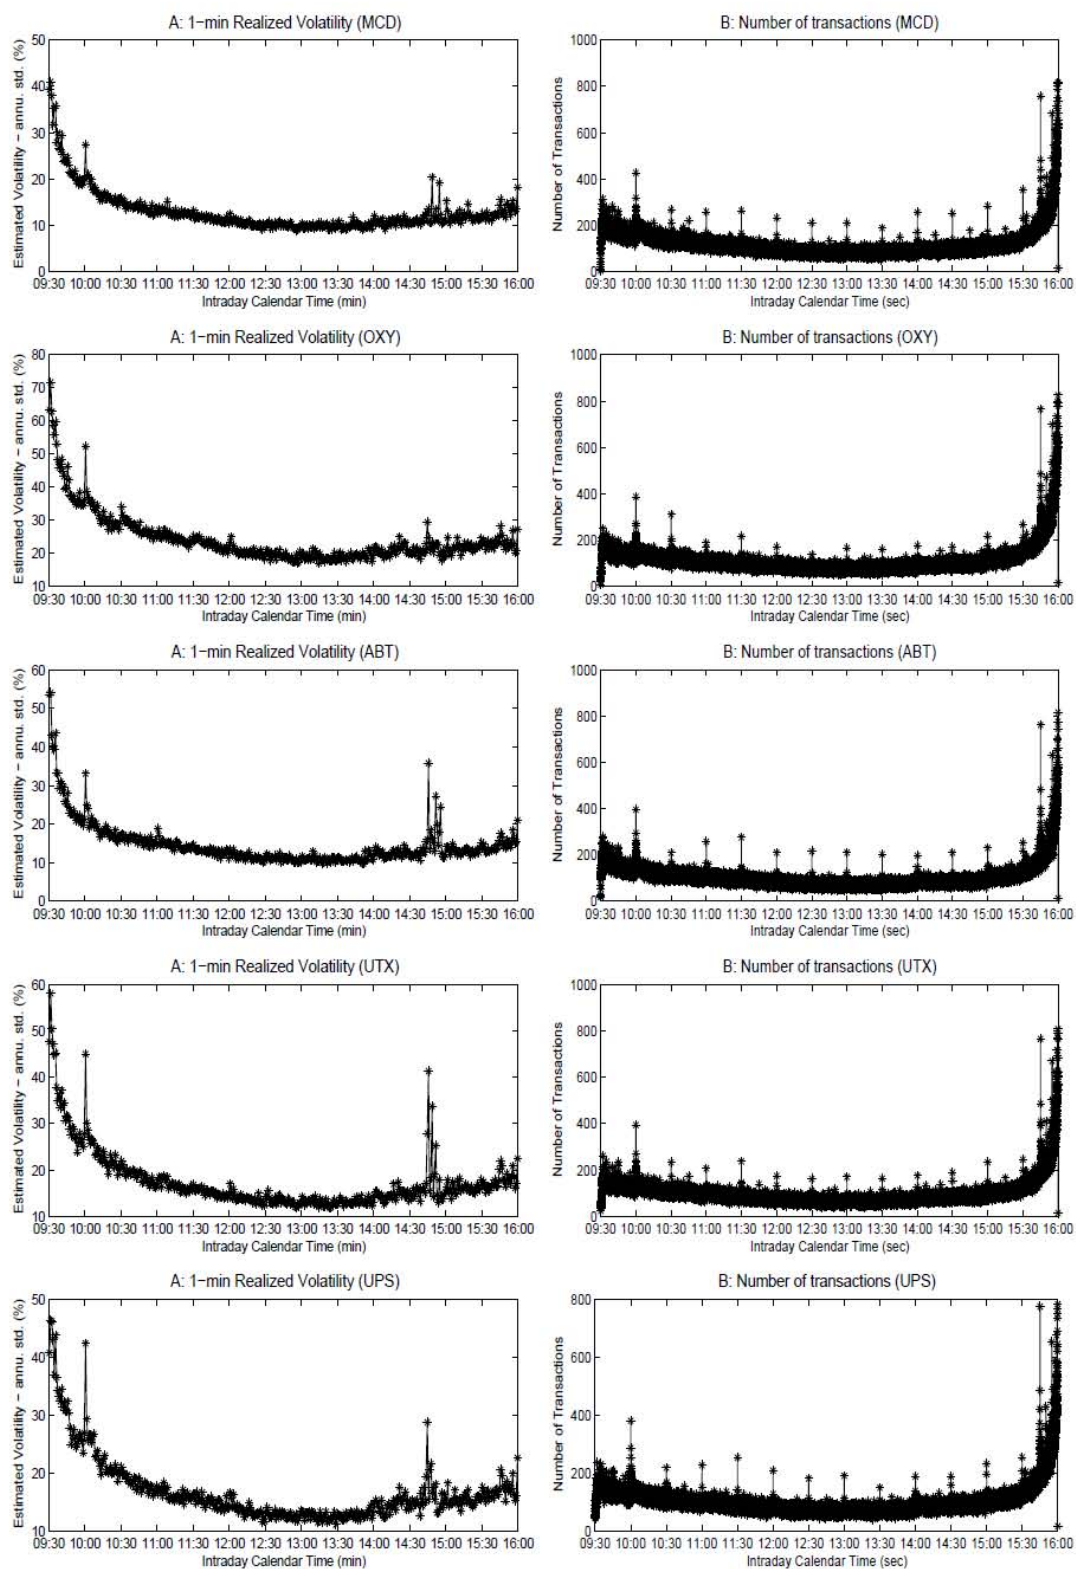 A: 1-min Realized Volatility (MCD)
Estimated Volatility - annu. std. (%)
50
40
30
20
10
0
09:30 10:00 10:30 11:00 11:30 12:00 12:30 13:00 13:30 14:00 14:30 15:00 15:30 16:00
Intraday Calendar Time (min)
B: Number of transactions (MCD)
Number of Transactions
1000
800
600
400
200
0
09:30 10:00 10:30 11:00 11:30 12:00 12:30 13:00 13:30 14:00 14:30 15:00 15:30 16:00
Intraday Calendar Time (sec)
A: 1-min Realized Volatility (OXY)
Estimated Volatility - annu. std. (%)
80
70
60
50
40
30
20
10
09:30 10:00 10:30 11:00 11:30 12:00 12:30 13:00 13:30 14:00 14:30 15:00 15:30 16:00
Intraday Calendar Time (min)
B: Number of transactions (OXY)
Number of Transactions
1000
800
600
400
200
0
09:30 10:00 10:30 11:00 11:30 12:00 12:30 13:00 13:30 14:00 14:30 15:00 15:30 16:00
Intraday Calendar Time (sec)
A: 1-min Realized Volatility (ABT)
Estimated Volatility - annu. std. (%)
60
50
40
30
20
10
0
09:30 10:00 10:30 11:00 11:30 12:00 12:30 13:00 13:30 14:00 14:30 15:00 15:30 16:00
Intraday Calendar Time (min)
B: Number of transactions (ABT)
Number of Transactions
1000
800
600
400
200
0
09:30 10:00 10:30 11:00 11:30 12:00 12:30 13:00 13:30 14:00 14:30 15:00 15:30 16:00
Intraday Calendar Time (sec)
A: 1-min Realized Volatility (UTX)
Estimated Volatility - annu. std. (%)
60
50
40
30
20
10
09:30 10:00 10:30 11:00 11:30 12:00 12:30 13:00 13:30 14:00 14:30 15:00 15:30 16:00
Intraday Calendar Time (min)
B: Number of transactions (UTX)
Number of Transactions
1000
800
600
400
200
0
09:30 10:00 10:30 11:00 11:30 12:00 12:30 13:00 13:30 14:00 14:30 15:00 15:30 16:00
Intraday Calendar Time (sec)
A: 1-min Realized Volatility (UPS)
Estimated Volatility - annu. std. (%)
50
40
30
20
10
09:30 10:00 10:30 11:00 11:30 12:00 12:30 13:00 13:30 14:00 14:30 15:00 15:30 16:00
Intraday Calendar Time (min)
B: Number of transactions (UPS)
Number of Transactions
800
600
400
200
0
09:30 10:00 10:30 11:00 11:30 12:00 12:30 13:00 13:30 14:00 14:30 15:00 15:30 16:00
Intraday Calendar Time (sec)